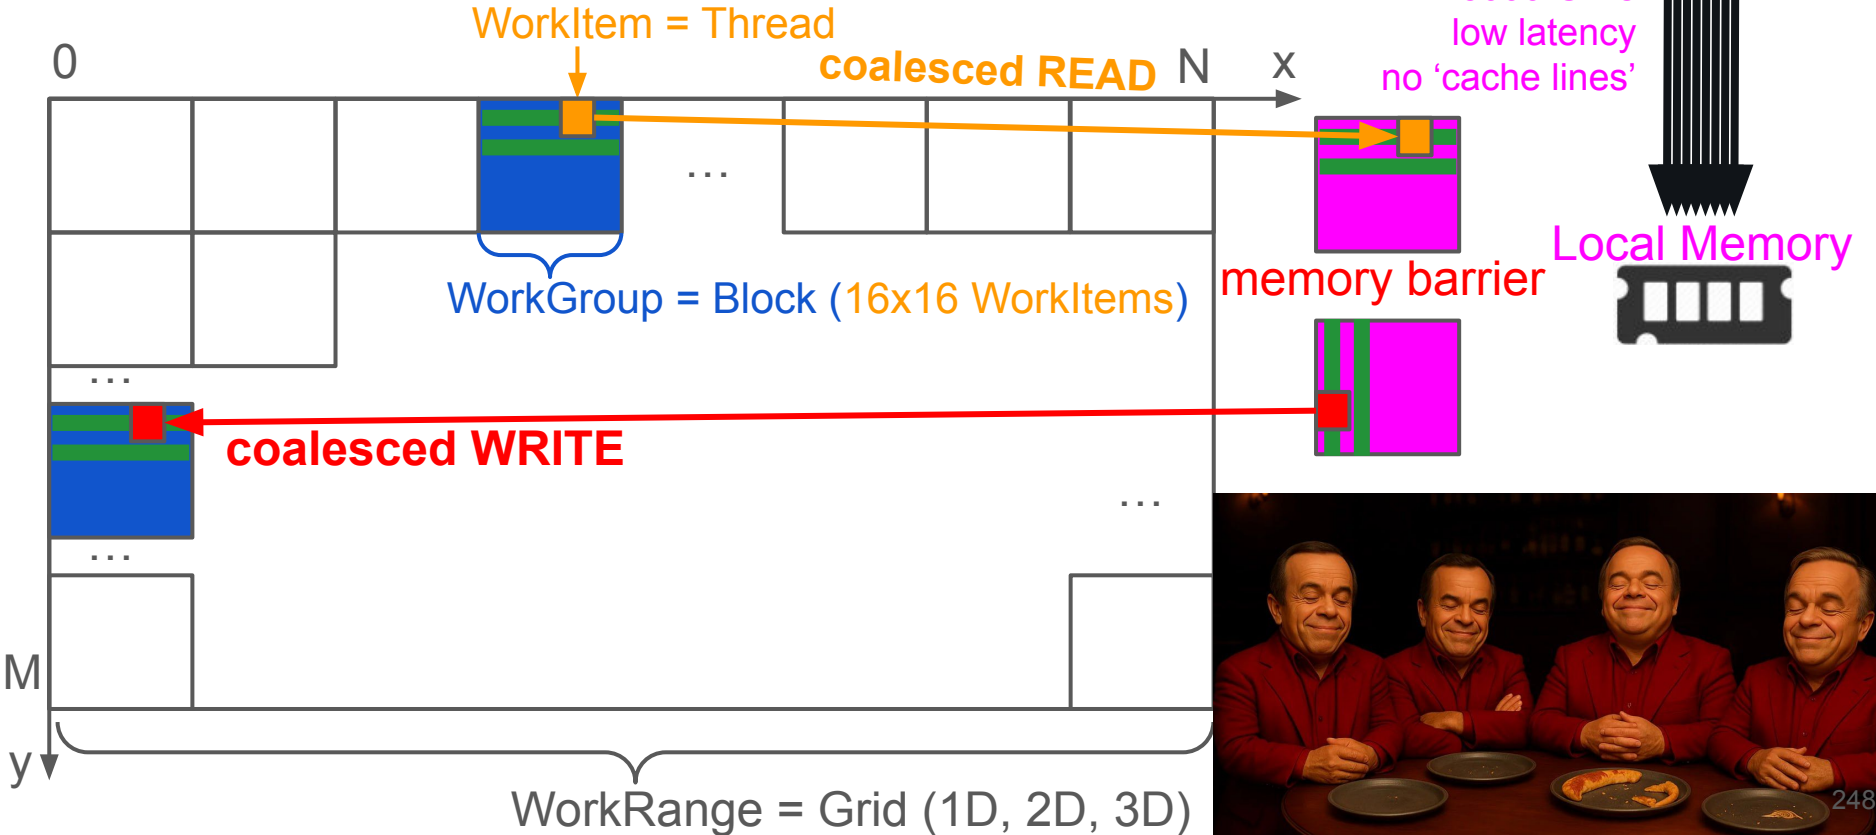 WorkItem = Thread
low latency
no ‘cache lines’
0
coalesced READ
N
x
...
Local Memory
memory barrier
WorkGroup = Block (16x16 WorkItems)
...
coalesced WRITE
...
...
M
y
WorkRange = Grid (1D, 2D, 3D)
248